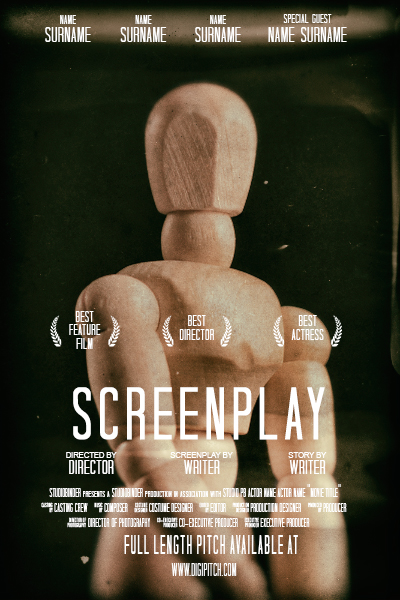 NAME NAME NAME SPECIAL GUEST
SURNAME SURNAME SURNAME NAME SURNAME
BEST FEATURE FILM
BEST DIRECTOR
BEST ACTRESS
SCREENPLAY
DIRECTED BY SCREENPLAY BY STORY BY
DIRECTOR WRITER WRITER
STUDIOBINDER PRESENTS A STUDIOBINDER PRODUCTION IN ASSOCIATION WITH STUDIO PB ACTOR NAME ACTOR NAME "MOVIE TITLE"
CASTING CREW COMPOSER COSTUME DESIGNER EDITOR PRODUCTION DESIGNER PRODUCER
DIRECTOR OF PHOTOGRAPHY CO-EXECUTIVE PRODUCER EXECUTIVE PRODUCER
FULL LENGTH PITCH AVAILABLE AT
WWW.DIGIPITCH.COM